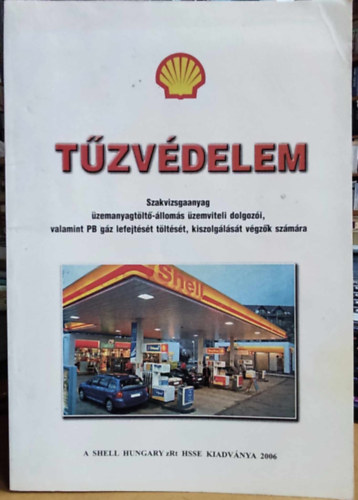 TŰZVÉDELEM
Szakvizsgaanyag
üzemanyagtöltő-állomás üzemviteli dolgozói,
valamint PB gáz lefejtését töltését, kiszolgálását végzők számára
Shell
A SHELL HUNGARY zRt HSSE KIADVÁNYA 2006